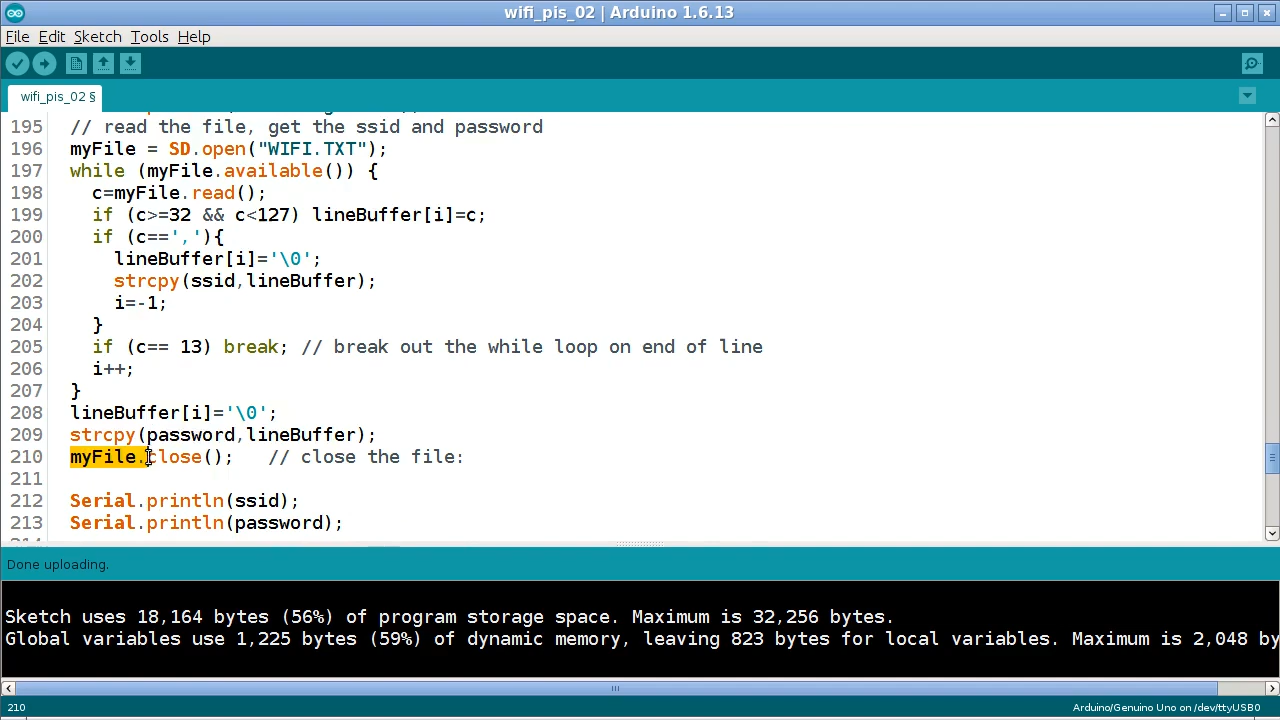 wifi_pis_02 | Arduino 1.6.13
File Edit Sketch Tools Help
wifi_pis_02 §
195 // read the file, get the ssid and password
196 myFile = SD.open("WIFI.TXT");
197 while (myFile.available()) {
198 c=myFile.read();
199 if (c>=32 && c<127) lineBuffer[i]=c;
200 if (c==','){
201 lineBuffer[i]='\0';
202 strcpy(ssid,lineBuffer);
203 i=-1;
204 }
205 if (c== 13) break; // break out the while loop on end of line
206 i++;
207 }
208 lineBuffer[i]='\0';
209 strcpy(password,lineBuffer);
210 myFile.close(); // close the file:
211
212 Serial.println(ssid);
213 Serial.println(password);
Done uploading.
Sketch uses 18,164 bytes (56%) of program storage space. Maximum is 32,256 bytes.
Global variables use 1,225 bytes (59%) of dynamic memory, leaving 823 bytes for local variables. Maximum is 2,048 by
210
Arduino/Genuino Uno on /dev/ttyUSB0